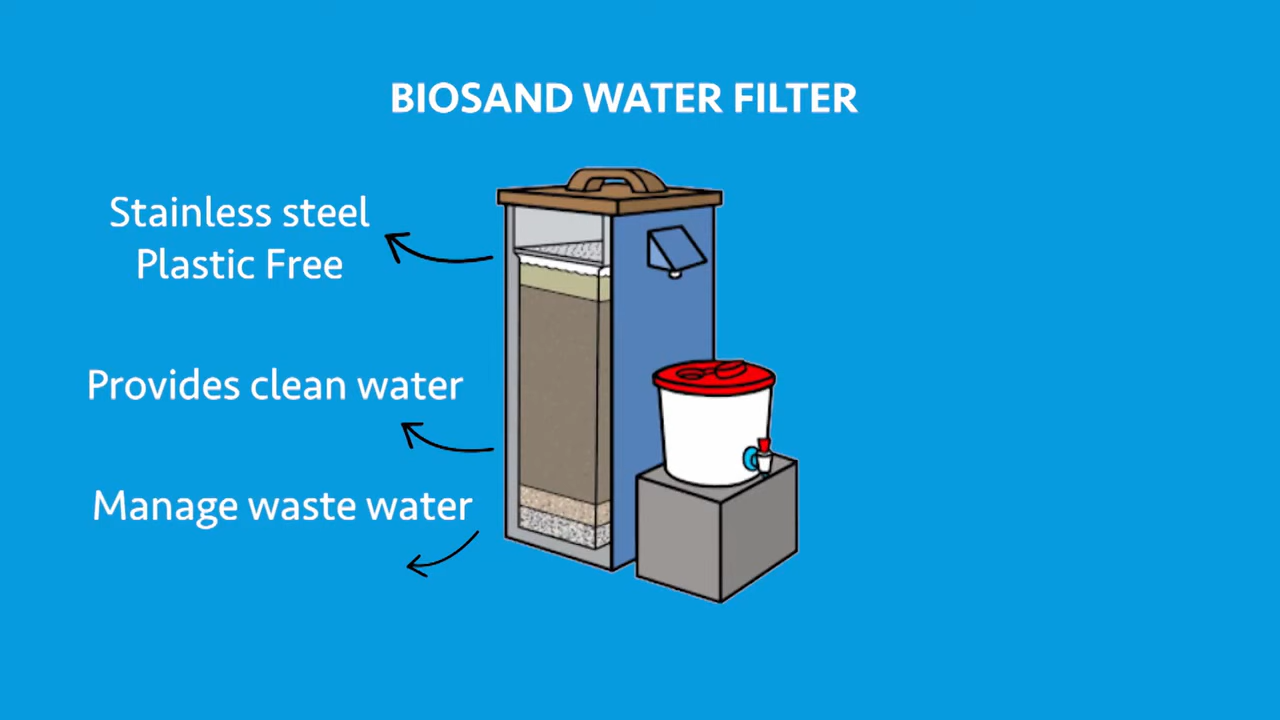 BIOSAND WATER FILTER
Stainless steel
Plastic Free
Provides clean water
Manage waste water